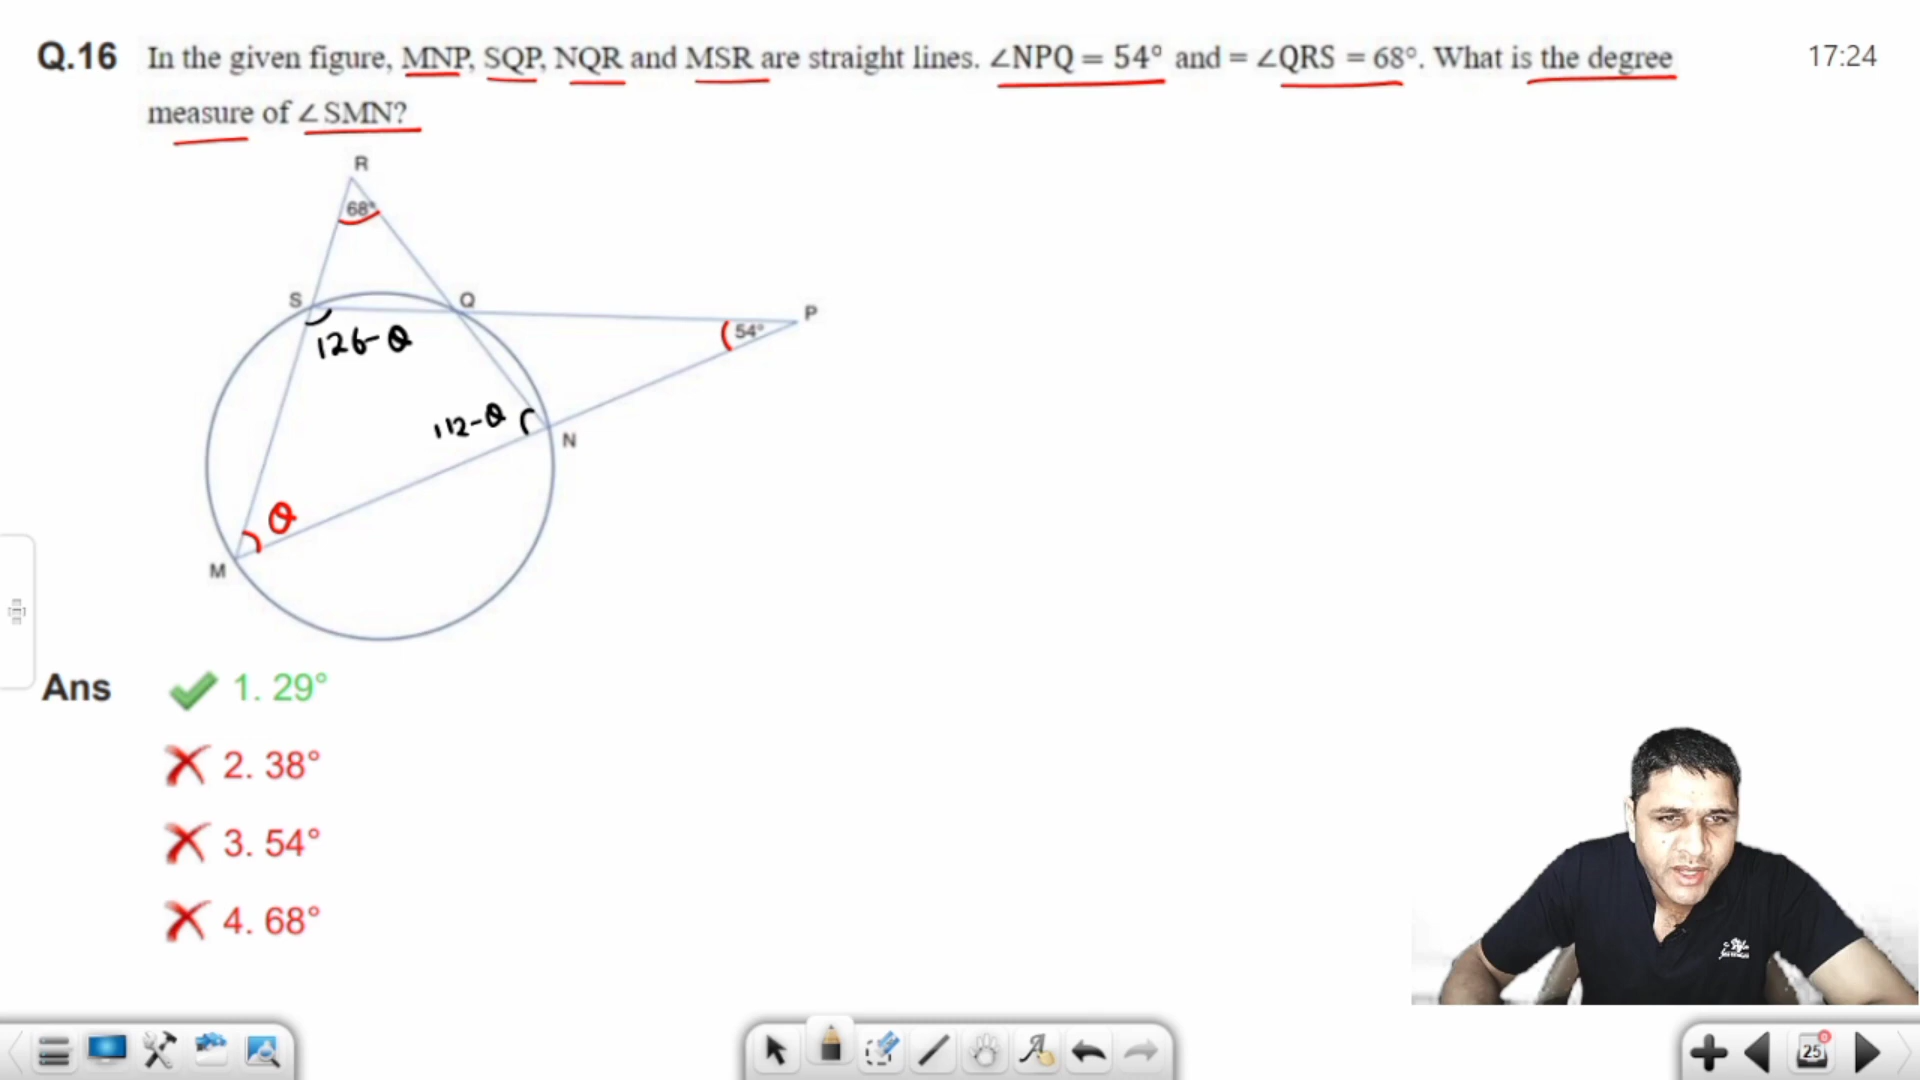 Q.16 In the given figure, MNP, SQP, NQR and MSR are straight lines. ∠NPQ = 54° and = ∠QRS = 68°. What is the degree
17:24
measure of ∠SMN?
R
68°
S
Q
P
54°
126-θ
112-θ
N
θ
M
Ans 1. 29°
2. 38°
3. 54°
4. 68°
25